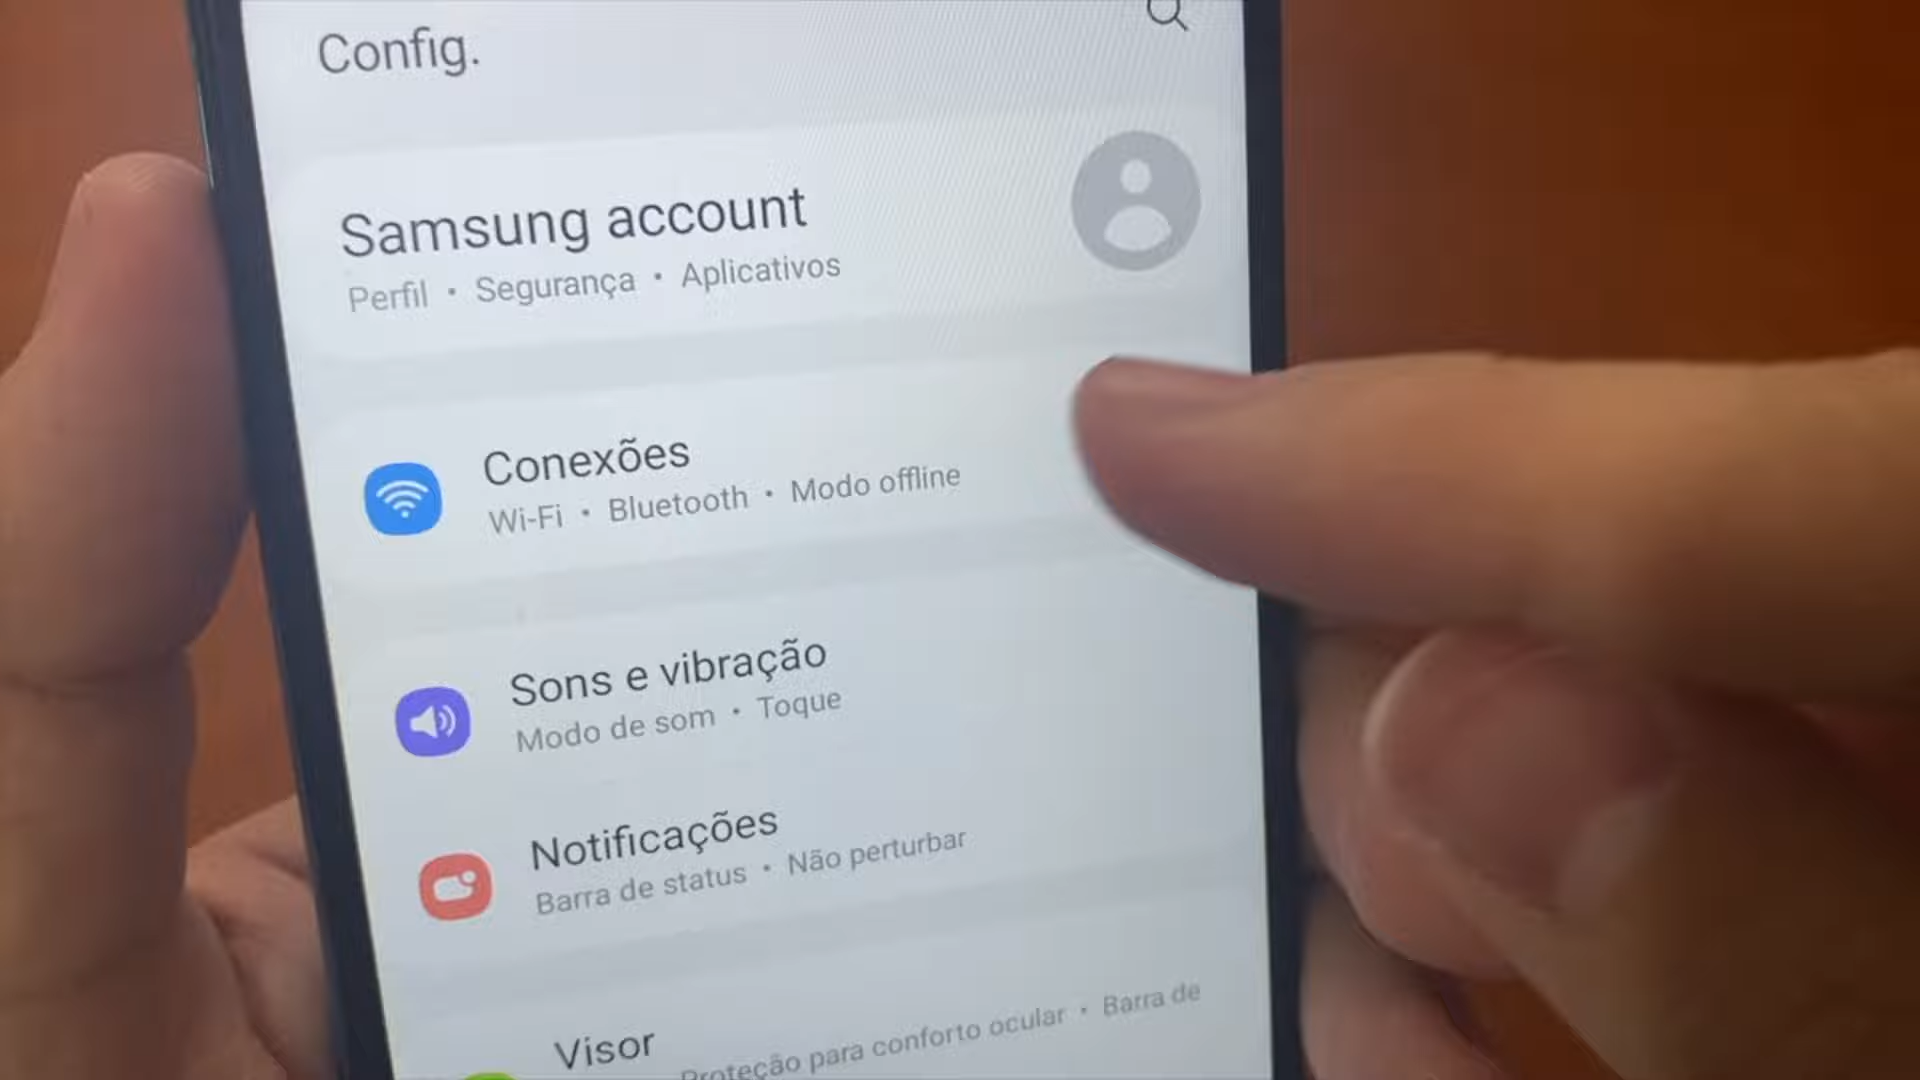 Config.
Samsung account
Perfil • Segurança • Aplicativos
Conexões
Wi-Fi • Bluetooth • Modo offline
Sons e vibração
Modo de som • Toque
Notificações
Barra de status • Não perturbar
Visor
Proteção para conforto ocular • Barra de